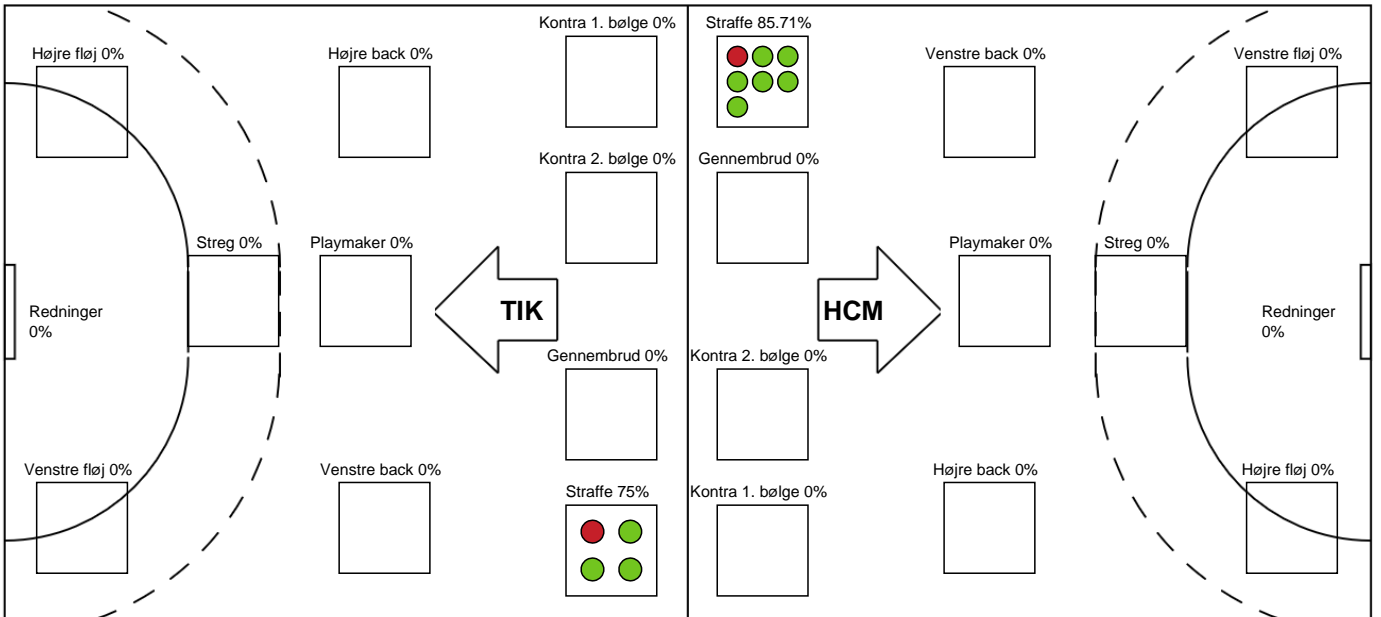 Kontra 1. bølge 0%
Straffe 85.71%
Højre fløj 0%
Højre back 0%
Venstre back 0%
Venstre fløj 0%
Kontra 2. bølge 0%
Gennembrud 0%
Streg 0%
Playmaker 0%
Playmaker 0%
Streg 0%
Redninger
0%
TIK
HCM
Redninger
0%
Gennembrud 0%
Kontra 2. bølge 0%
Venstre fløj 0%
Venstre back 0%
Højre back 0%
Højre fløj 0%
Straffe 75%
Kontra 1. bølge 0%